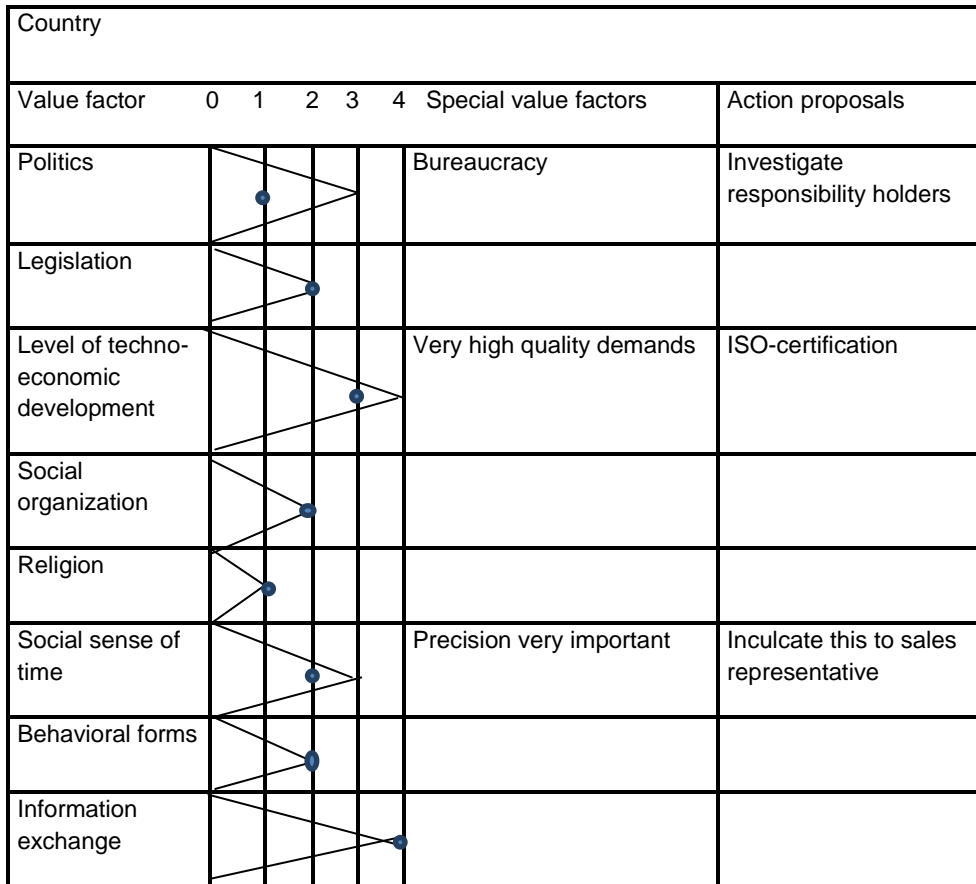 Country
Value factor 0 1 2 3 4 Special value factors Action proposals
Politics Bureaucracy Investigate
responsibility holders
Legislation
Level of techno- Very high quality demands ISO-certification
economic
development
Social
organization
Religion
Social sense of Precision very important Inculcate this to sales
time representative
Behavioral forms
Information
exchange